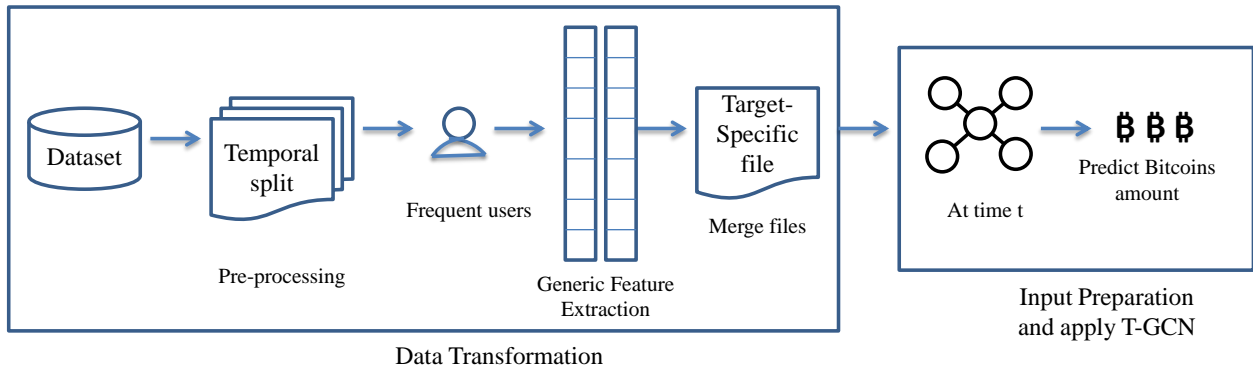 Dataset
Temporal
split
Pre-processing
Frequent users
Generic Feature
Extraction
Target-
Specific
file
Merge files
Data Transformation
At time t
₿ ₿ ₿
Predict Bitcoins
amount
Input Preparation
and apply T-GCN